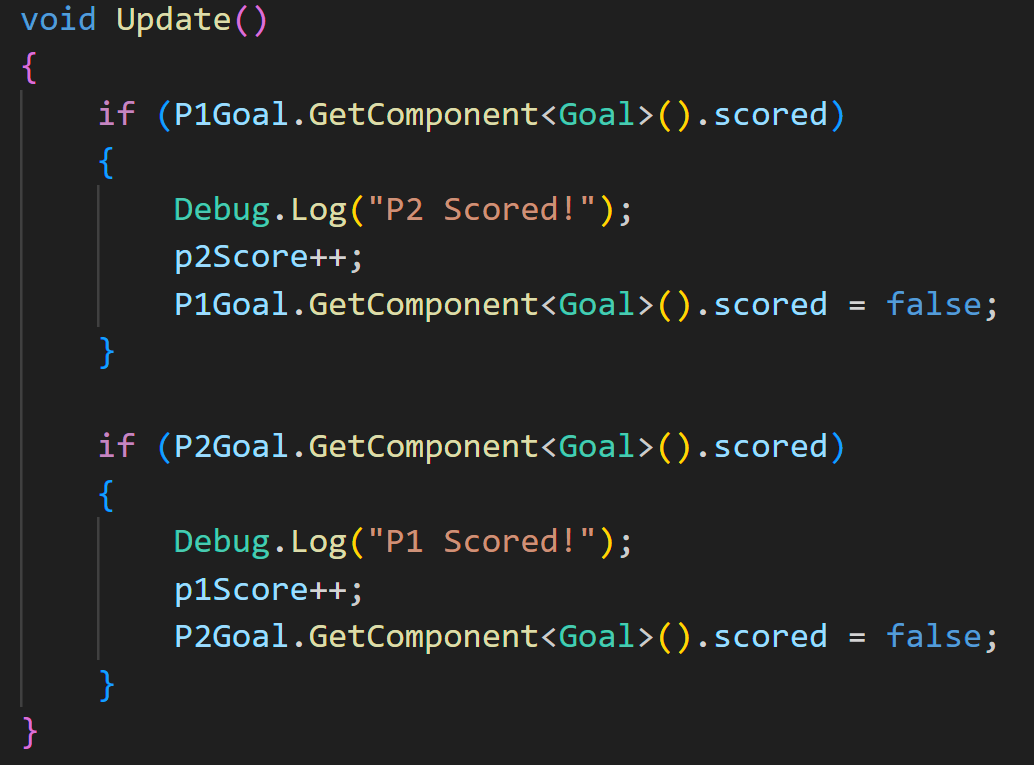 void Update()
{
    if (P1Goal.GetComponent<Goal>().scored)
    {
        Debug.Log("P2 Scored!");
        p2Score++;
        P1Goal.GetComponent<Goal>().scored = false;
    }

    if (P2Goal.GetComponent<Goal>().scored)
    {
        Debug.Log("P1 Scored!");
        p1Score++;
        P2Goal.GetComponent<Goal>().scored = false;
    }
}